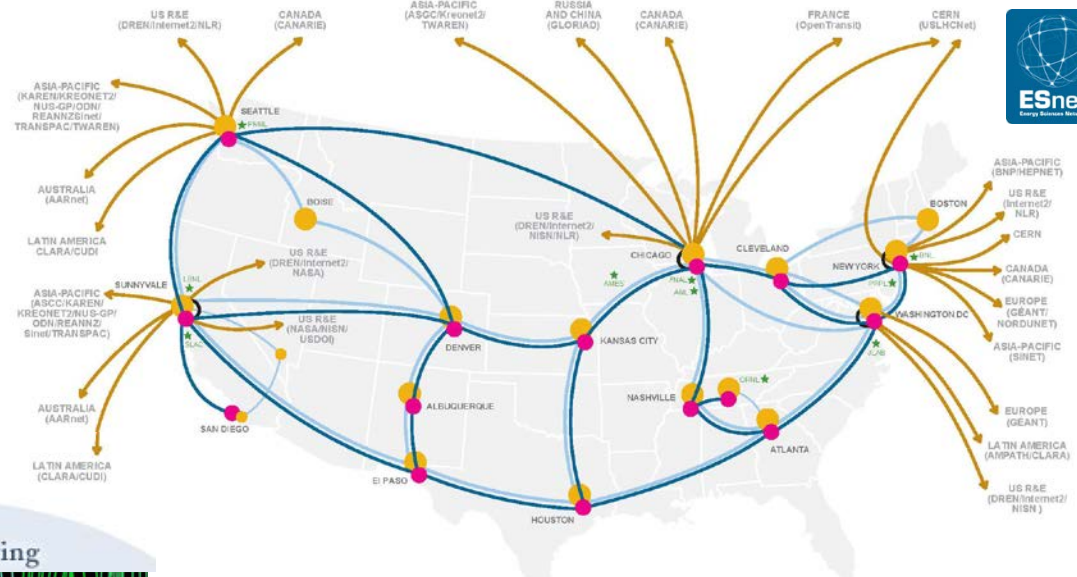 US R&E
(DREN/Internet2/NLR)
CANADA
(CANARIE)
ASIA-PACIFIC
(ASGC/Kreonet2/
TWAREN)
RUSSIA
AND CHINA
(GLORIAD)
CANADA
(CANARIE)
FRANCE
(OpenTransit)
CERN
(USLHCNet)
ESne
Energy Sciences Netw
ASIA-PACIFIC
(KAREN/KREONET2/
NUS-GP/ODN/
REANNZ/SInet/
TRANSPAC/TWAREN)
SEATTLE
PNNL
AUSTRALIA
(AARnet)
LATIN AMERICA
CLARA/CUDI
BOISE
US R&E
(DREN/Internet2/
NISN/NLR)
CHICAGO
CLEVELAND
BOSTON
ASIA-PACIFIC
(BNP/HEPNET)
US R&E
(Internet2/
NLR)
CERN
NEW YORK
BNL
PPPL
CANADA
(CANARIE)
EUROPE
(GÉANT/
NORDUNET)
ASIA-PACIFIC
(SINET)
US R&E
(DREN/Internet2/
NASA)
SUNNYVALE
LBNL
ASIA-PACIFIC
(ASCC/KAREN/
KREONET2/NUS-GP/
ODN/REANNZ/
SInet/TRANSPAC)
US R&E
(NASA/NISN/
USDOI)
SLAC
AMES
FNAL
ANL
WASHINGTON DC
JLAB
DENVER
KANSAS CITY
AUSTRALIA
(AARnet)
LATIN AMERICA
(CLARA/CUDI)
SAN DIEGO
ALBUQUERQUE
NASHVILLE
ORNL
ATLANTA
EUROPE
(GÉANT)
LATIN AMERICA
(AMPATH/CLARA)
US R&E
(DREN/Internet2/
NISN )
EL PASO
HOUSTON
ing